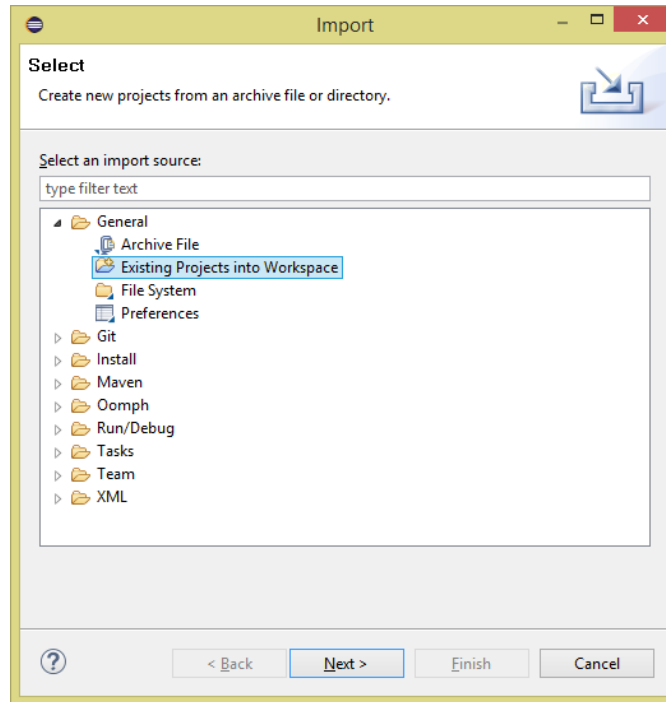 Import
Select
Create new projects from an archive file or directory.
Select an import source:
type filter text
General
Archive File
Existing Projects into Workspace
File System
Preferences
Git
Install
Maven
Oomph
Run/Debug
Tasks
Team
XML
? < Back Next > Finish Cancel